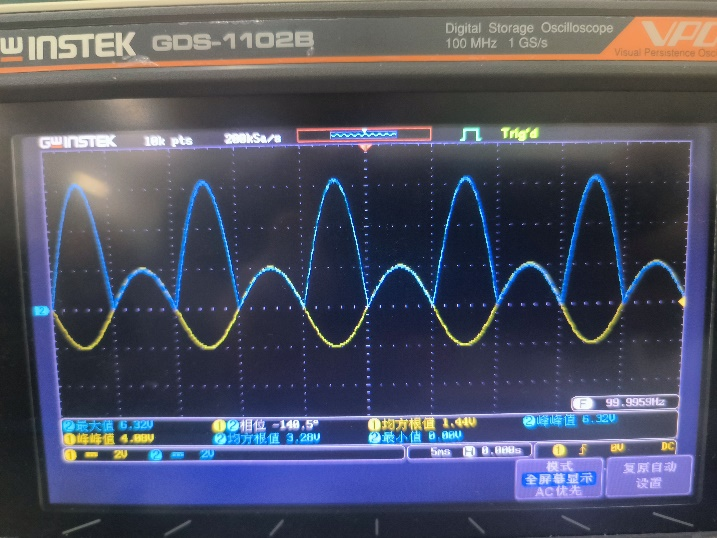 GW INSTEK GDS-1102B
Digital Storage Oscilloscope
100 MHz 1 GS/s
VPO
Visual Persistence Osc
GW INSTEK 10k pts 200kSa/s Trig'd
2
F 99.9959Hz
2 最大值 6.32V 1 2 相位 -140.5° 1 均方根值 1.44V 2 峰峰值 6.32V
1 峰峰值 4.08V 2 均方根值 3.28V 2 最小值 0.00V
1 2V 2 2V 5ms H 0.000s 1 0V DC
模式
全屏幕显示
AC优先
复原自动
设置